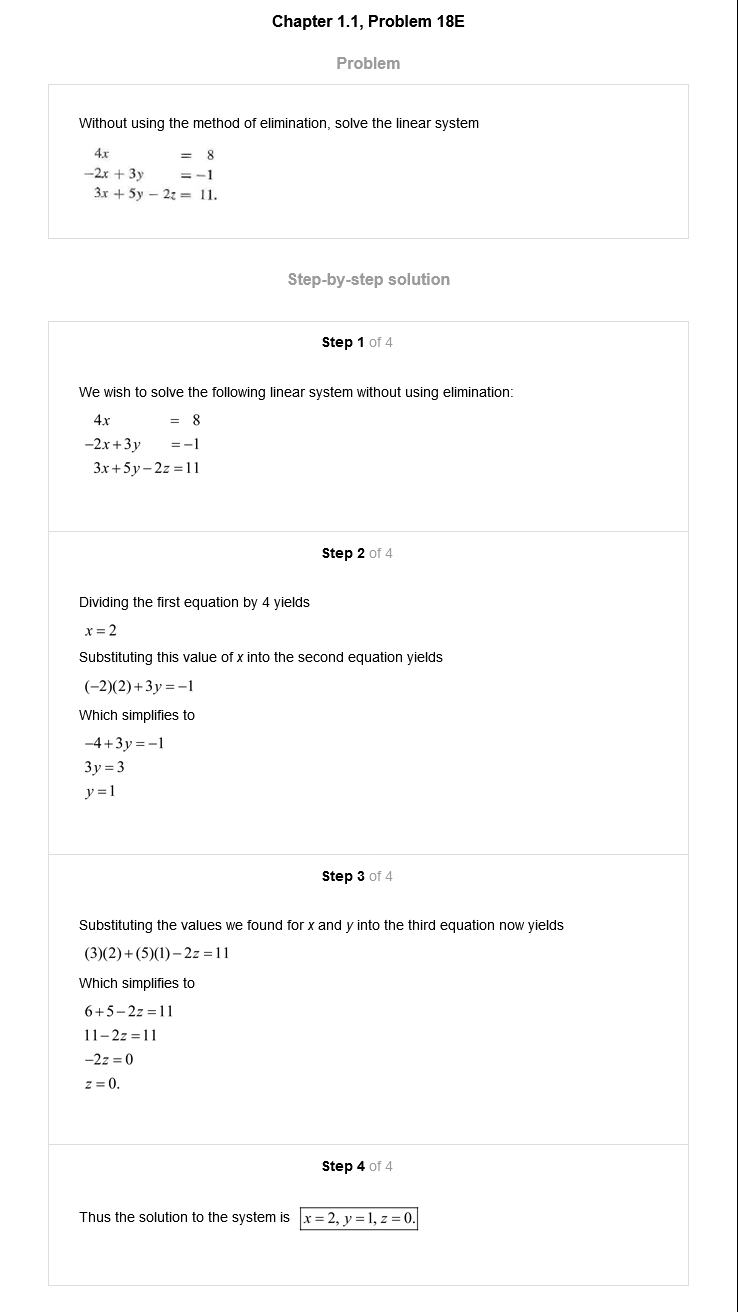 Chapter 1.1, Problem 18E
Problem
Without using the method of elimination, solve the linear system
4x = 8
−2x + 3y = −1
3x + 5y − 2z = 11.
Step-by-step solution
Step 1 of 4
We wish to solve the following linear system without using elimination:
4x = 8
−2x+3y =−1
3x+5y−2z=11
Step 2 of 4
Dividing the first equation by 4 yields
x=2
Substituting this value of x into the second equation yields
(−2)(2)+3y=−1
Which simplifies to
−4+3y=−1
3y=3
y=1
Step 3 of 4
Substituting the values we found for x and y into the third equation now yields
(3)(2)+(5)(1)−2z=11
Which simplifies to
6+5−2z=11
11−2z=11
−2z=0
z=0.
Step 4 of 4
Thus the solution to the system is x=2, y=1, z=0.